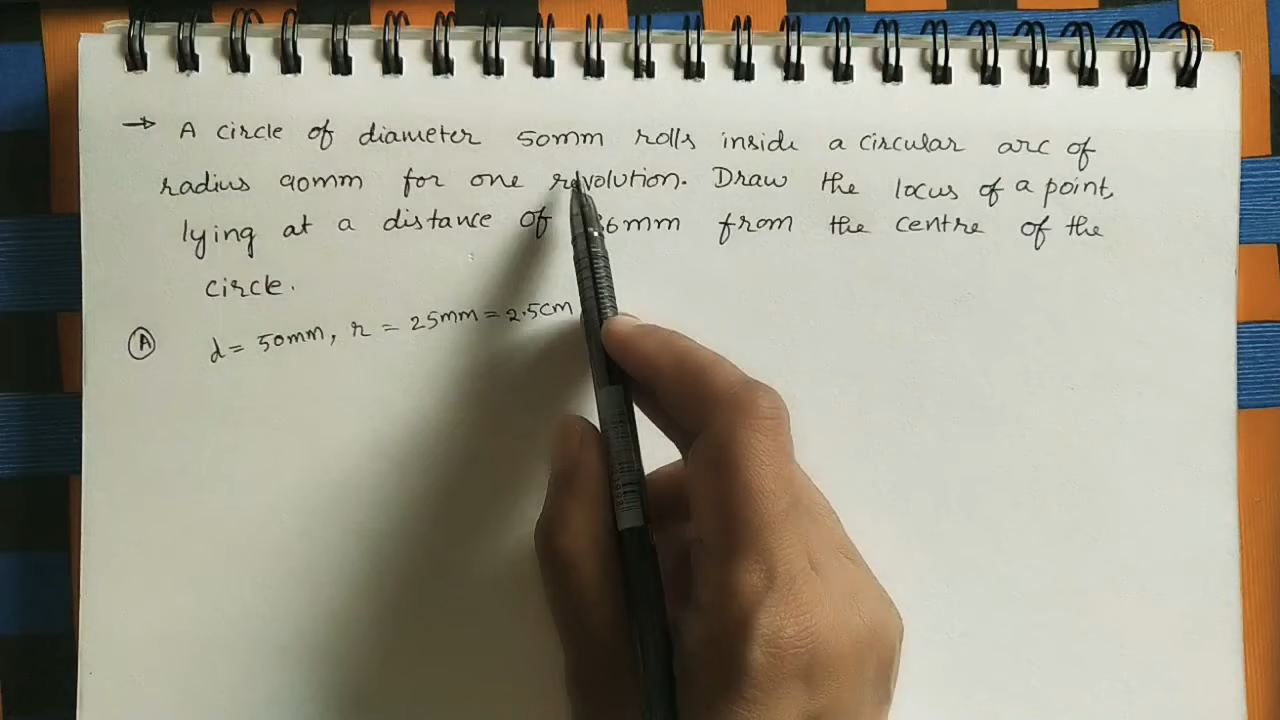 → A circle of diameter 50mm rolls inside a circular arc of
radius 90mm for one revolution. Draw the locus of a point,
lying at a distance of 6mm from the centre of the
circle.
A d = 50mm, r = 25mm = 2.5cm